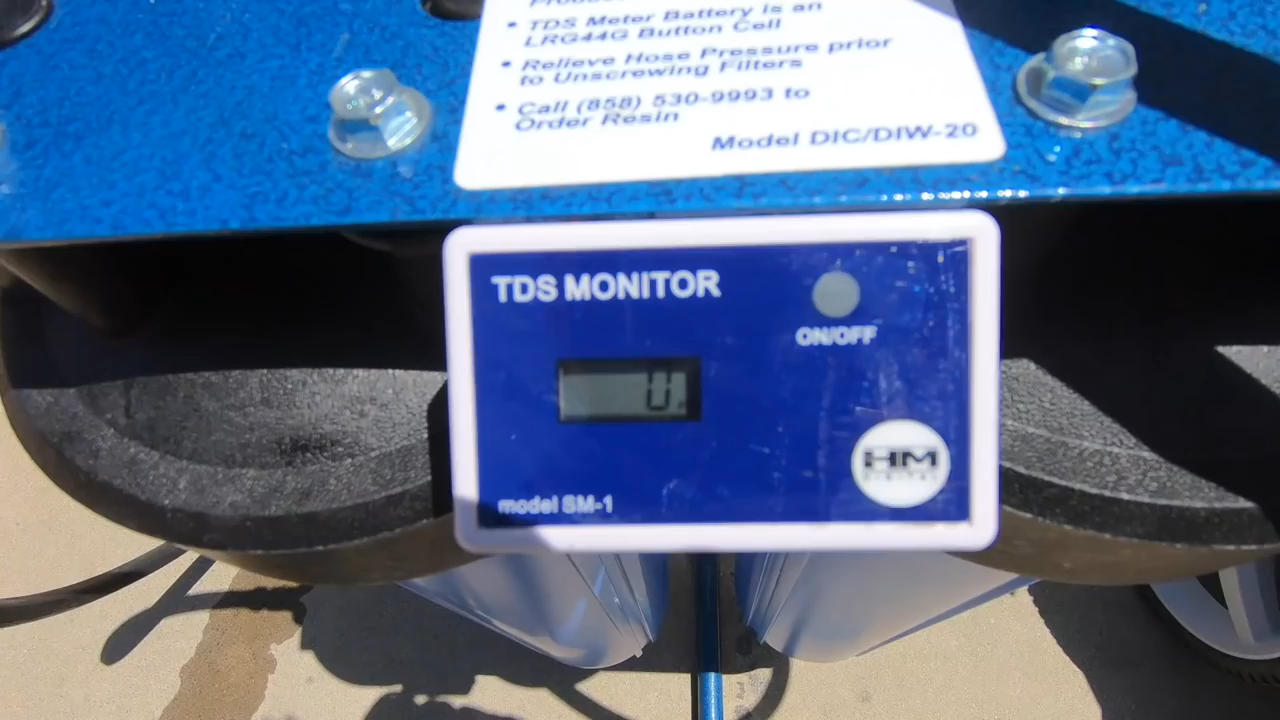 • TDS Meter Battery is an
LRG44G Button Cell
• Relieve Hose Pressure prior
to Unscrewing Filters
• Call (858) 530-9993 to
Order Resin
Model DIC/DIW-20
TDS MONITOR
ON/OFF
0
HM
DIGITAL
model SM-1